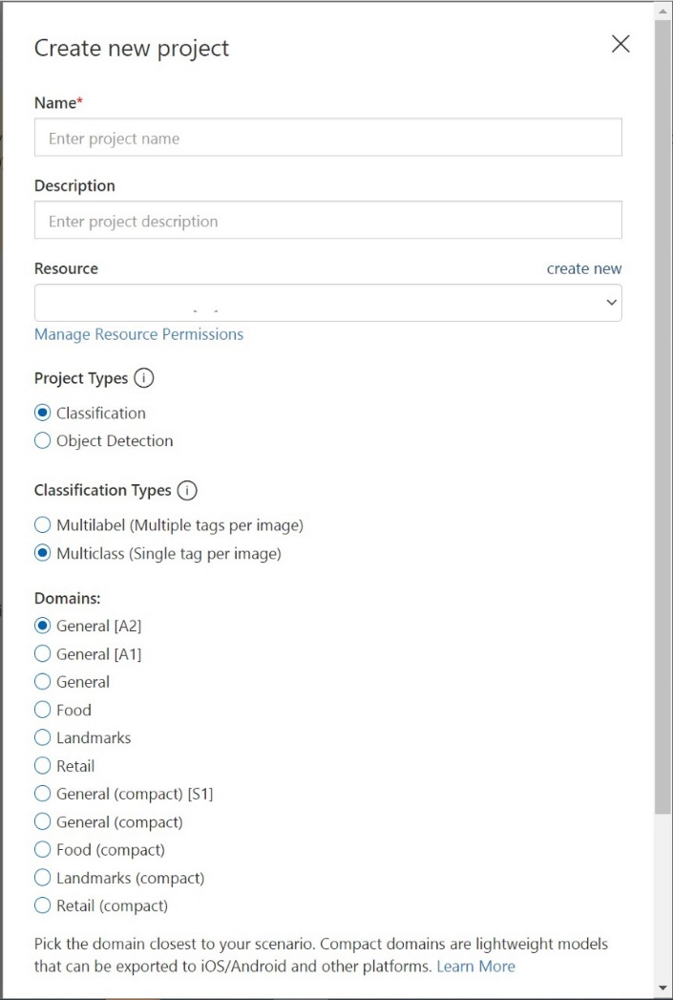 Create new project
Name*
Enter project name
Description
Enter project description
Resource create new
Manage Resource Permissions
Project Types
Classification
Object Detection
Classification Types
Multilabel (Multiple tags per image)
Multiclass (Single tag per image)
Domains:
General [A2]
General [A1]
General
Food
Landmarks
Retail
General (compact) [S1]
General (compact)
Food (compact)
Landmarks (compact)
Retail (compact)
Pick the domain closest to your scenario. Compact domains are lightweight models
that can be exported to iOS/Android and other platforms. Learn More